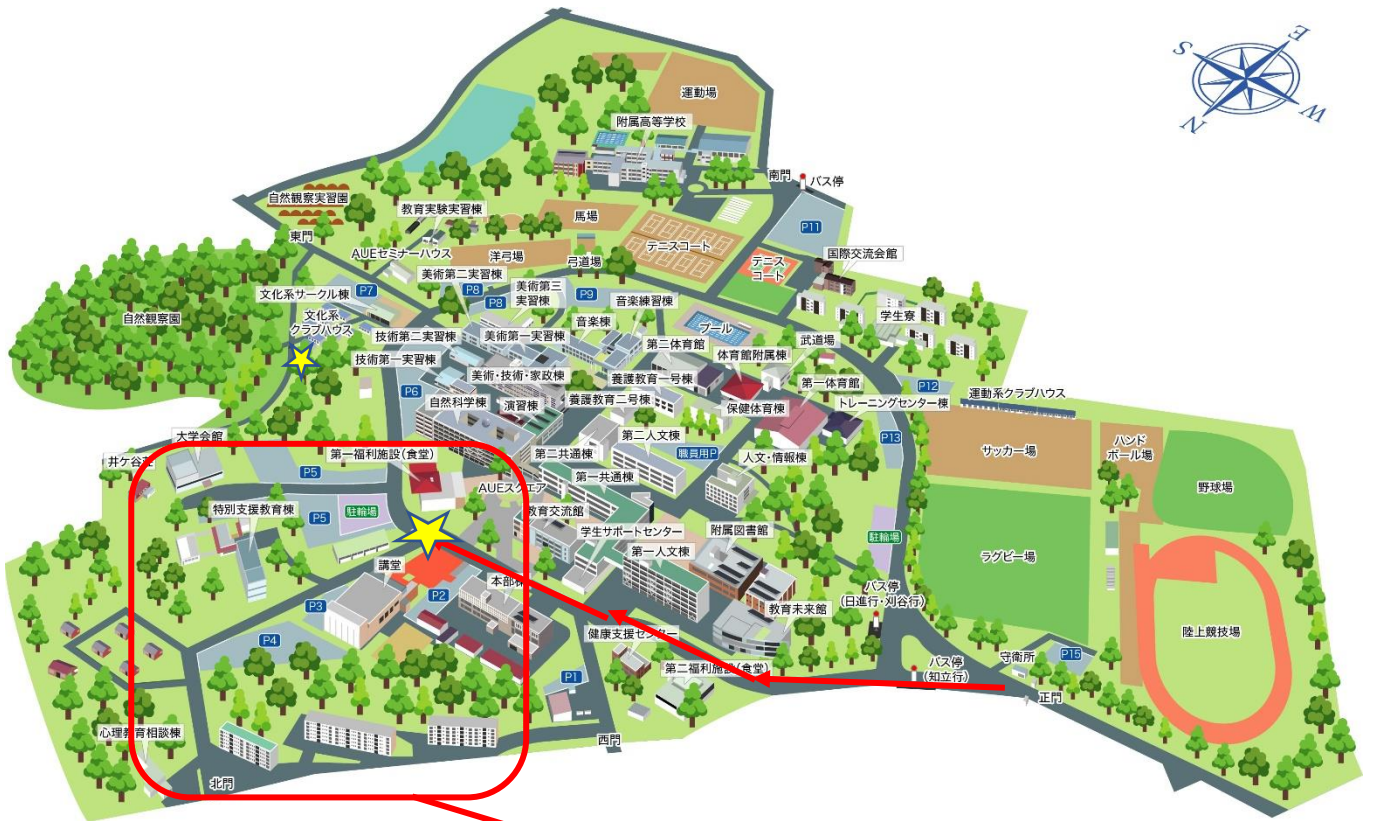 E
S
W
N
運動場
附属高等学校
南門
バス停
自然観察実習園
教育実験実習棟
馬場
P11
東門
AUEセミナーハウス
洋弓場
弓道場
テニスコート
テニス
コート
国際交流会館
美術第二実習棟
文化系サークル棟
P7
P8
P8
美術第三
実習棟
P9
音楽練習棟
自然観察園
文化系
クラブハウス
技術第二実習棟
美術第一実習棟
音楽棟
プール
学生寮
第二体育館
体育館附属棟
武道場
技術第一実習棟
美術・技術・家政棟
養護教育一号棟
第一体育館
P12
運動系クラブハウス
P6
自然科学棟
演習棟
養護教育二号棟
保健体育棟
トレーニングセンター棟
大学会館
第二人文棟
P13
サッカー場
ハンド
ボール場
井ケ谷荘
第一福利施設(食堂)
第二共通棟
職員用P
人文・情報棟
P5
第一共通棟
野球場
AUEスクエア
特別支援教育棟
P5
駐輪場
教育交流館
学生サポートセンター
附属図書館
駐輪場
ラグビー場
講堂
第一人文棟
本部棟
バス停
(日進行・刈谷行)
P3
P2
教育未来館
陸上競技場
P4
健康支援センター
第二福利施設(食堂)
バス停
(知立行)
守衛所
P15
P1
正門
心理教育相談棟
西門
北門